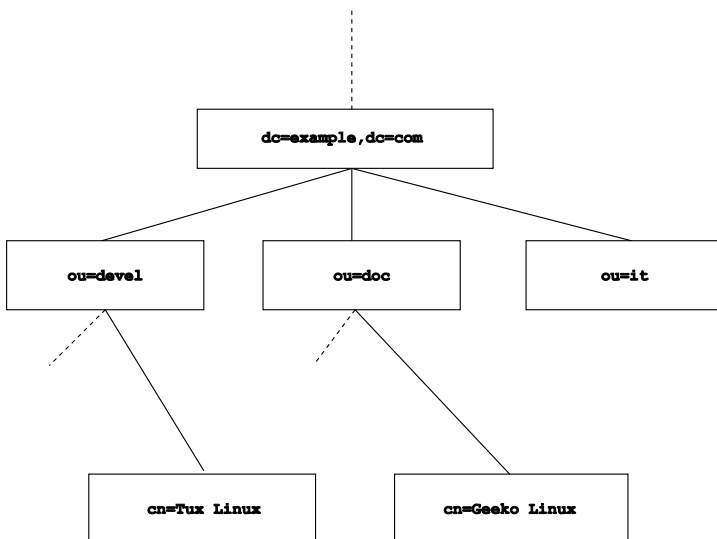 dc=example,dc=com
ou=devel
ou=doc
ou=it
cn=Tux Linux
cn=Geeko Linux